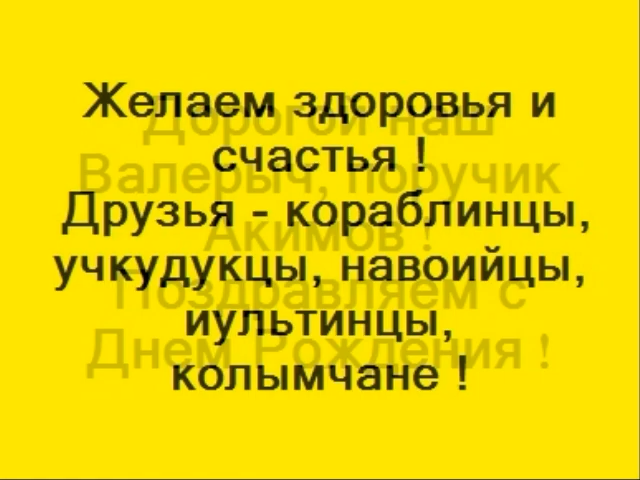 Желаем здоровья и
счастья !
Друзья - кораблинцы,
учкудукцы, навоийцы,
иультинцы,
колымчане !
Дорогой наш
Валерыч, поручик
Акимов !
Поздравляем с
Днем Рождения !